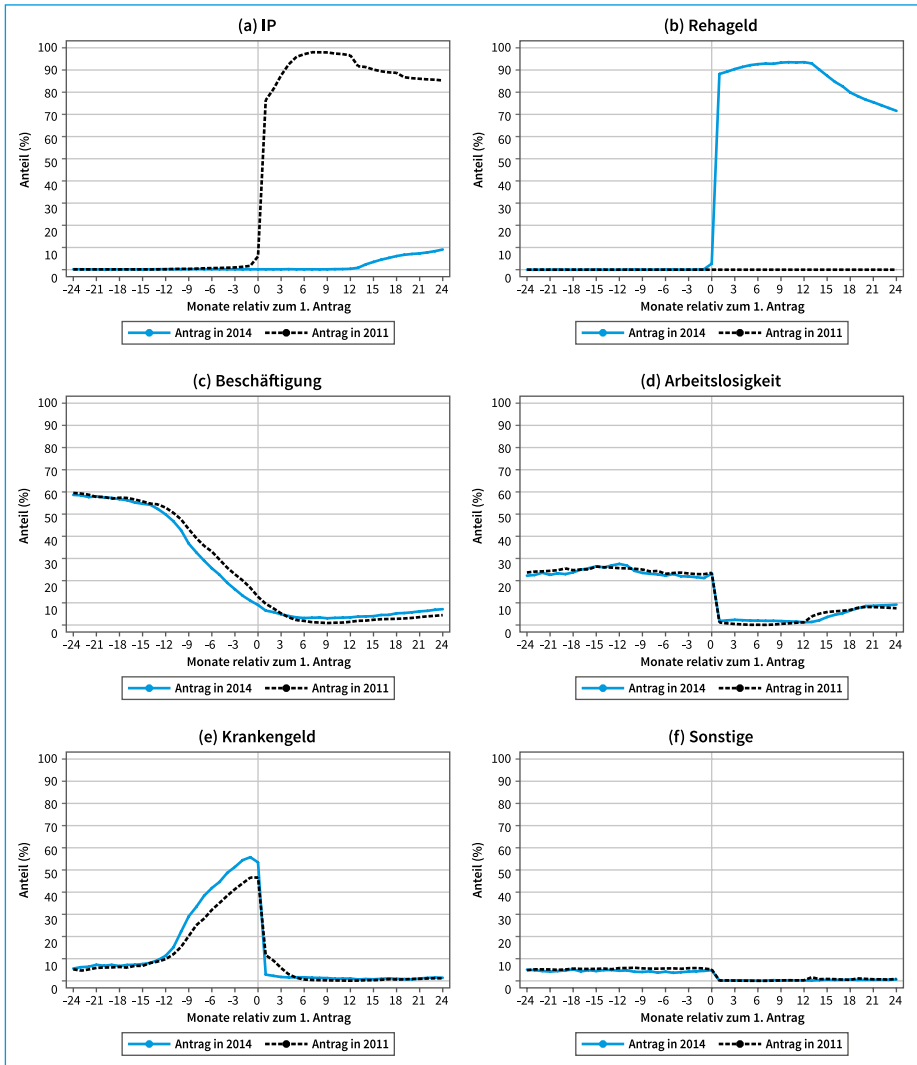 (a) IP
Anteil (%)
100
90
80
70
60
50
40
30
20
10
0
–24 –21 –18 –15 –12 –9 –6 –3 0 3 6 9 12 15 18 21 24
Monate relativ zum 1. Antrag
Antrag in 2014 Antrag in 2011
(b) Rehageld
Anteil (%)
100
90
80
70
60
50
40
30
20
10
0
–24 –21 –18 –15 –12 –9 –6 –3 0 3 6 9 12 15 18 21 24
Monate relativ zum 1. Antrag
Antrag in 2014 Antrag in 2011
(c) Beschäftigung
Anteil (%)
100
90
80
70
60
50
40
30
20
10
0
–24 –21 –18 –15 –12 –9 –6 –3 0 3 6 9 12 15 18 21 24
Monate relativ zum 1. Antrag
Antrag in 2014 Antrag in 2011
(d) Arbeitslosigkeit
Anteil (%)
100
90
80
70
60
50
40
30
20
10
0
–24 –21 –18 –15 –12 –9 –6 –3 0 3 6 9 12 15 18 21 24
Monate relativ zum 1. Antrag
Antrag in 2014 Antrag in 2011
(e) Krankengeld
Anteil (%)
100
90
80
70
60
50
40
30
20
10
0
–24 –21 –18 –15 –12 –9 –6 –3 0 3 6 9 12 15 18 21 24
Monate relativ zum 1. Antrag
Antrag in 2014 Antrag in 2011
(f) Sonstige
Anteil (%)
100
90
80
70
60
50
40
30
20
10
0
–24 –21 –18 –15 –12 –9 –6 –3 0 3 6 9 12 15 18 21 24
Monate relativ zum 1. Antrag
Antrag in 2014 Antrag in 2011